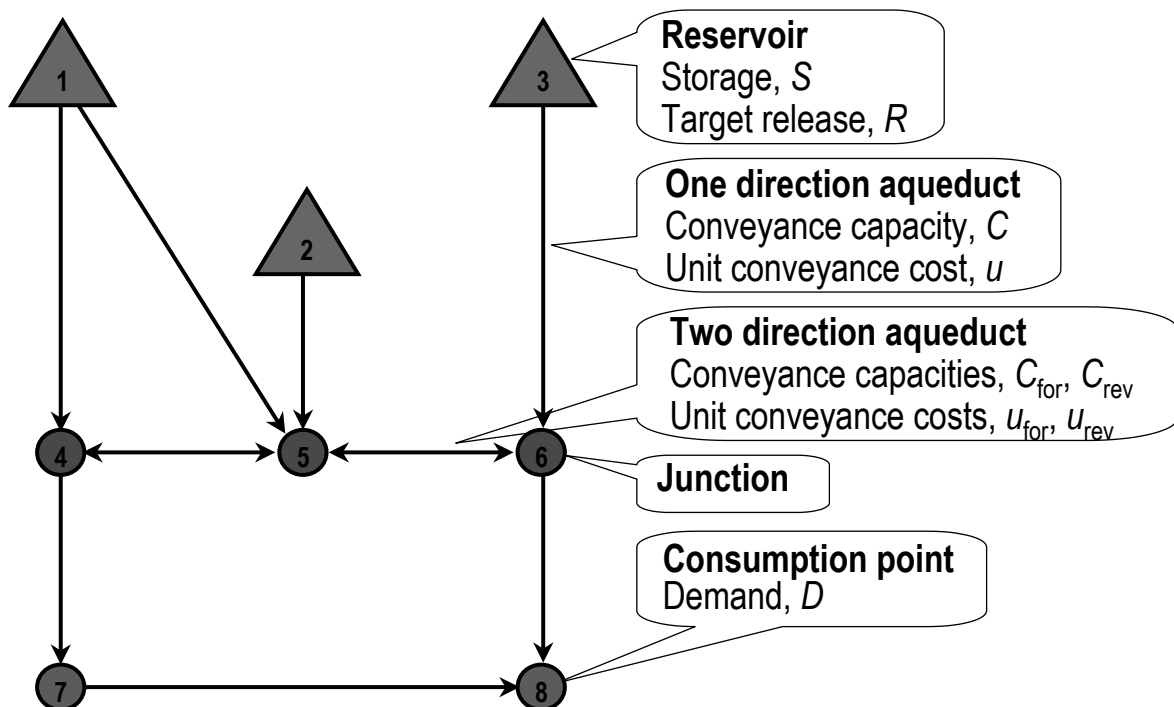 1
3
Reservoir
Storage, S
Target release, R
One direction aqueduct
Conveyance capacity, C
Unit conveyance cost, u
2
Two direction aqueduct
Conveyance capacities, Cfor, Crev
Unit conveyance costs, ufor, urev
4
5
6
Junction
Consumption point
Demand, D
7
8